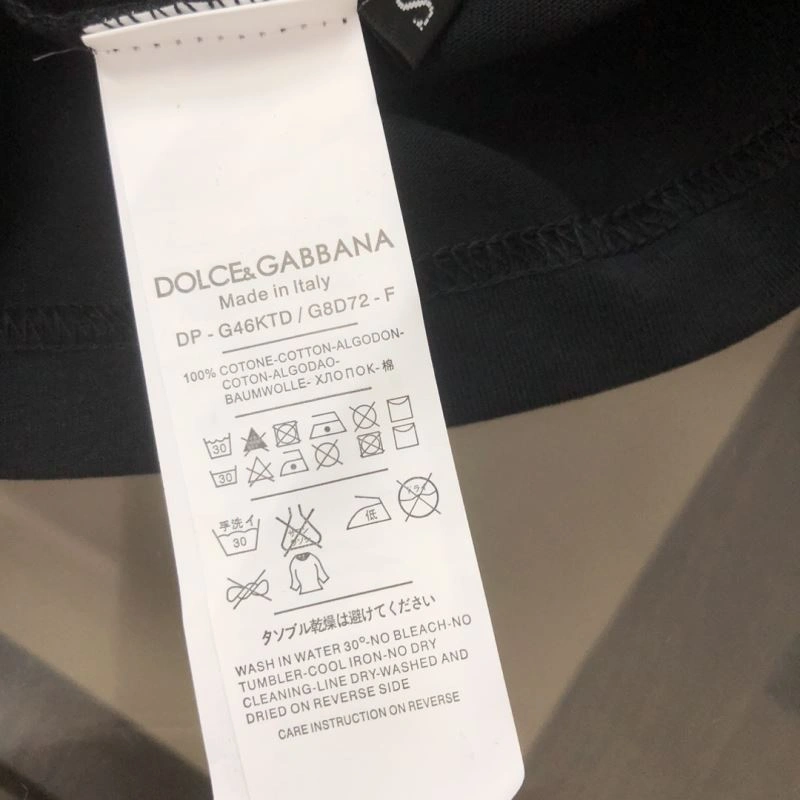 S
DOLCE&GABBANA
Made in Italy
DP - G46KTD / G8D72 - F
100% COTONE-COTTON-ALGODON-
COTON-ALGODAO-
BAUMWOLLE- ХЛОПОК- 棉
30
30
手洗イ
30
低
ドライ
タンブル乾燥は避けてください
WASH IN WATER 30°-NO BLEACH-NO
TUMBLER-COOL IRON-NO DRY
CLEANING-LINE DRY-WASHED AND
DRIED ON REVERSE SIDE
CARE INSTRUCTION ON REVERSE